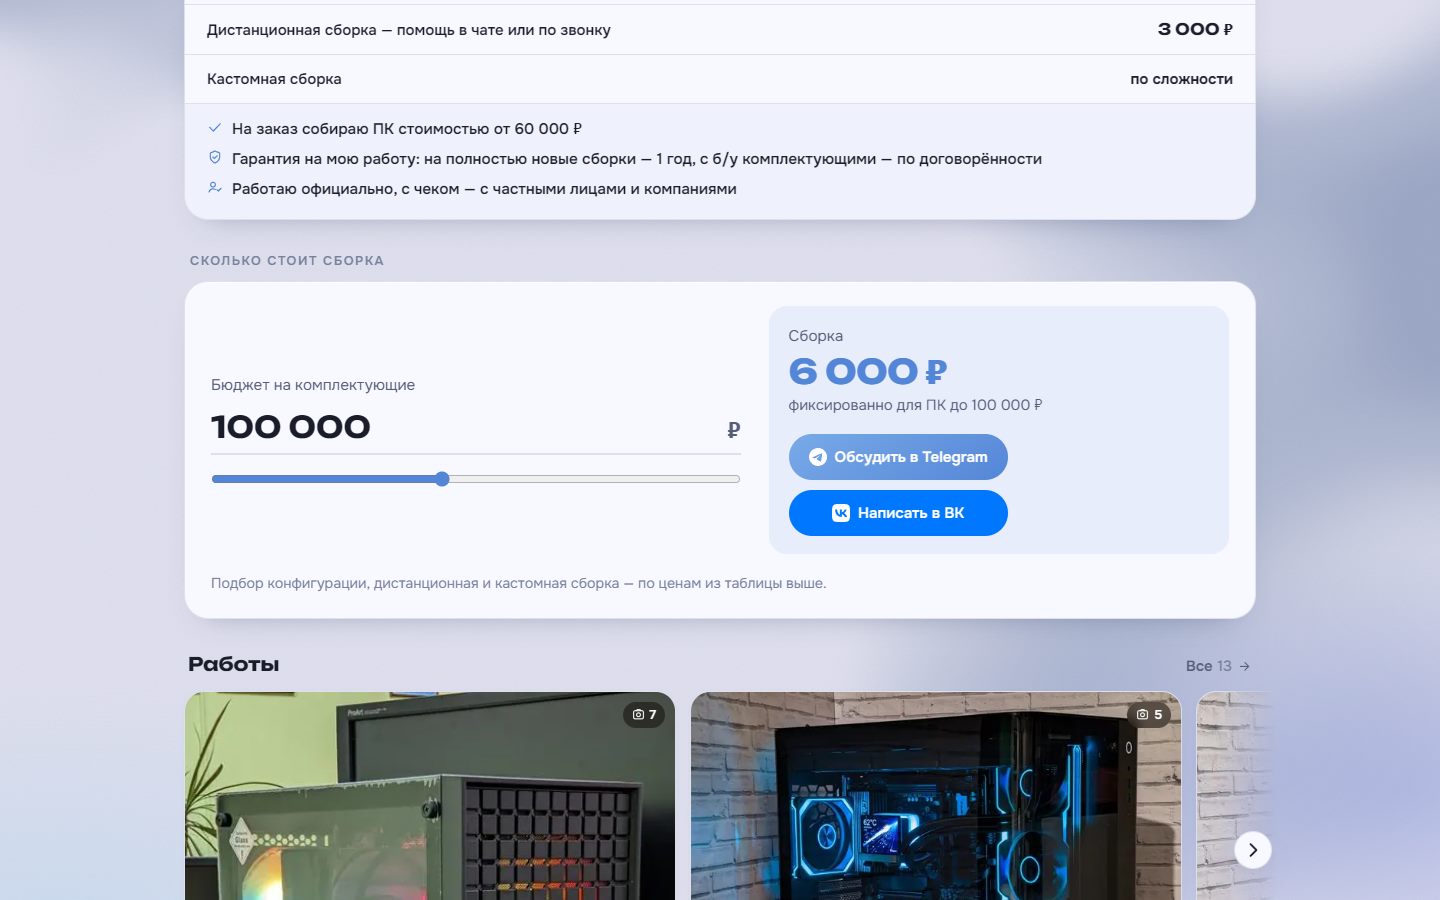 Дистанционная сборка — помощь в чате или по звонку
3 000 ₽
Кастомная сборка
по сложности
На заказ собираю ПК стоимостью от 60 000 ₽
Гарантия на мою работу: на полностью новые сборки — 1 год, с б/у комплектующими — по договорённости
Работаю официально, с чеком — с частными лицами и компаниями
СКОЛЬКО СТОИТ СБОРКА
Бюджет на комплектующие
100 000 ₽
Сборка
6 000 ₽
фиксированно для ПК до 100 000 ₽
Обсудить в Telegram
Написать в ВК
Подбор конфигурации, дистанционная и кастомная сборка — по ценам из таблицы выше.
Работы
Все 13 →
7
5
ProArt
62°C